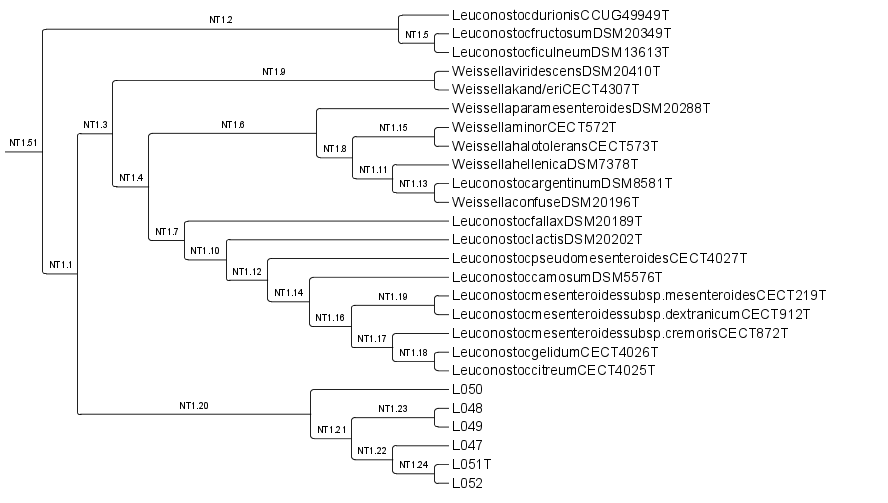 NT1.2
LeuconostocdurionisCCUG49949T
NT1.5
LeuconostocfructosumDSM20349T
LeuconostocficulneumDSM13613T
NT1.9
WeissellaviridescensDSM20410T
Weissellakand/eriCECT4307T
WeissellaparamesenteroidesDSM20288T
NT1.3
NT1.6
NT1.15
WeissellaminorCECT572T
NT1.51
NT1.8
WeissellahalotoleransCECT573T
NT1.11
WeissellahellenicaDSM7378T
NT1.4
NT1.13
LeuconostocargentinumDSM8581T
WeissellaconfuseDSM20196T
LeuconostocfallaxDSM20189T
NT1.7
LeuconostoclactisDSM20202T
NT1.10
LeuconostocpseudomesenteroidesCECT4027T
NT1.1
NT1.12
LeuconostoccamosumDSM5576T
NT1.14
NT1.19
Leuconostocmesenteroidessubsp.mesenteroidesCECT219T
Leuconostocmesenteroidessubsp.dextranicumCECT912T
NT1.16
Leuconostocmesenteroidessubsp.cremorisCECT872T
NT1.17
LeuconostocgelidumCECT4026T
NT1.18
LeuconostoccitreumCECT4025T
L050
NT1.20
NT1.23
L048
L049
NT1.21
L047
NT1.22
L051T
NT1.24
L052